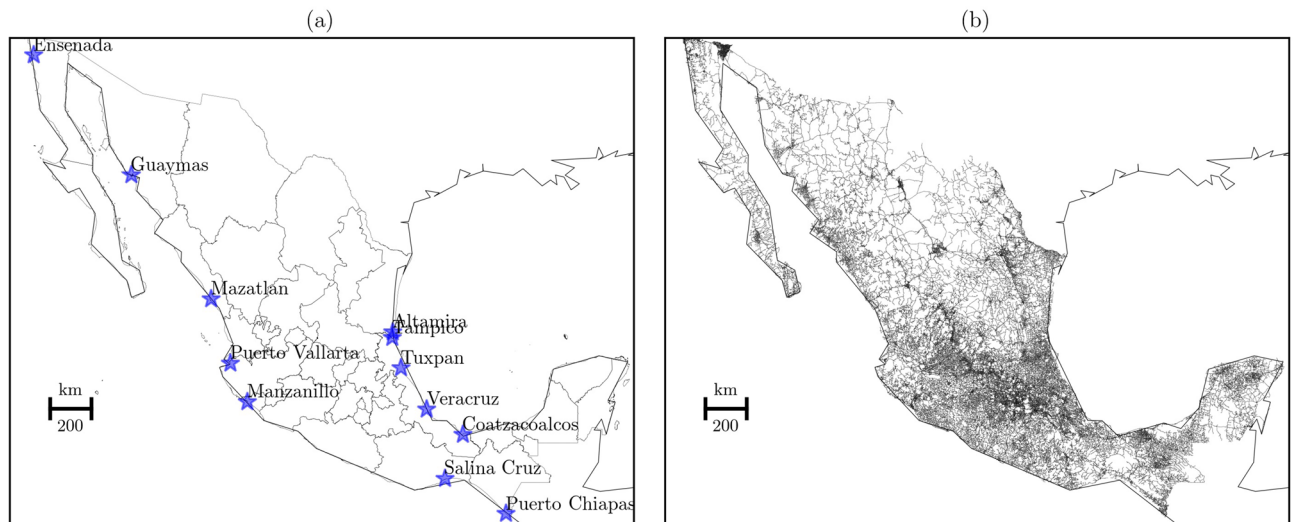 (a)
(b)
Ensenada
Guaymas
Mazatlan
Altamira
Tampico
Puerto Vallarta
Tuxpan
km
200
Manzanillo
Veracruz
Coatzacoalcos
Salina Cruz
Puerto Chiapas
km
200